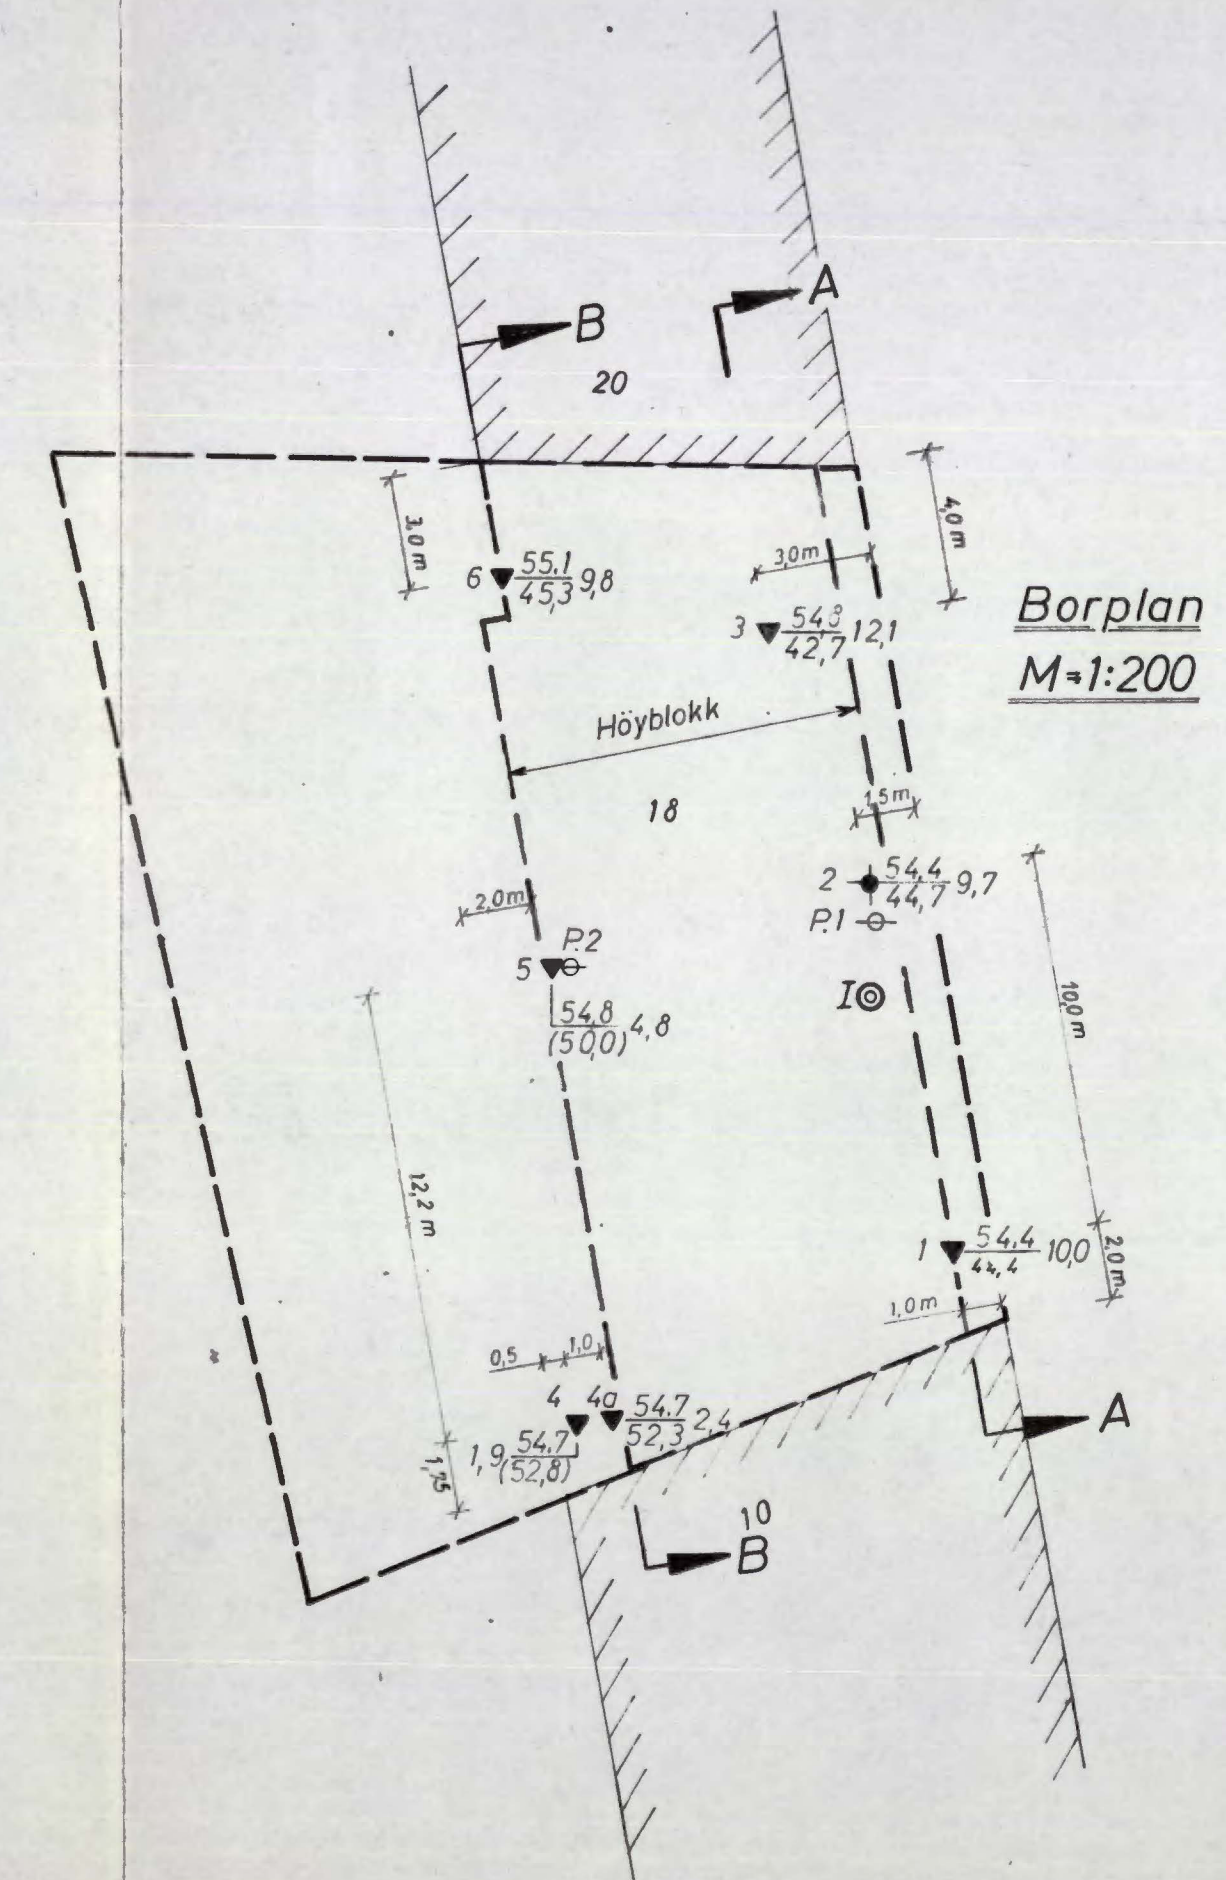 A
B
20
3,0 m
4,0 m
3,0m
6 55.1 9,8
45,3
3 54,8 12,1
42,7
Borplan
M=1:200
Höyblokk
18
1,5m
2 54,4 9,7
44,7
P.1
2,0m
P.2
5
54,8 4,8
(50,0)
I
10,0 m
12,2 m
1 54.4 10,0
44,4
2,0 m
1,0m
0,5 1,0
4 4a 54.7 2,4
52,3
1,9 54.7
(52,8)
1,75
A
10
B